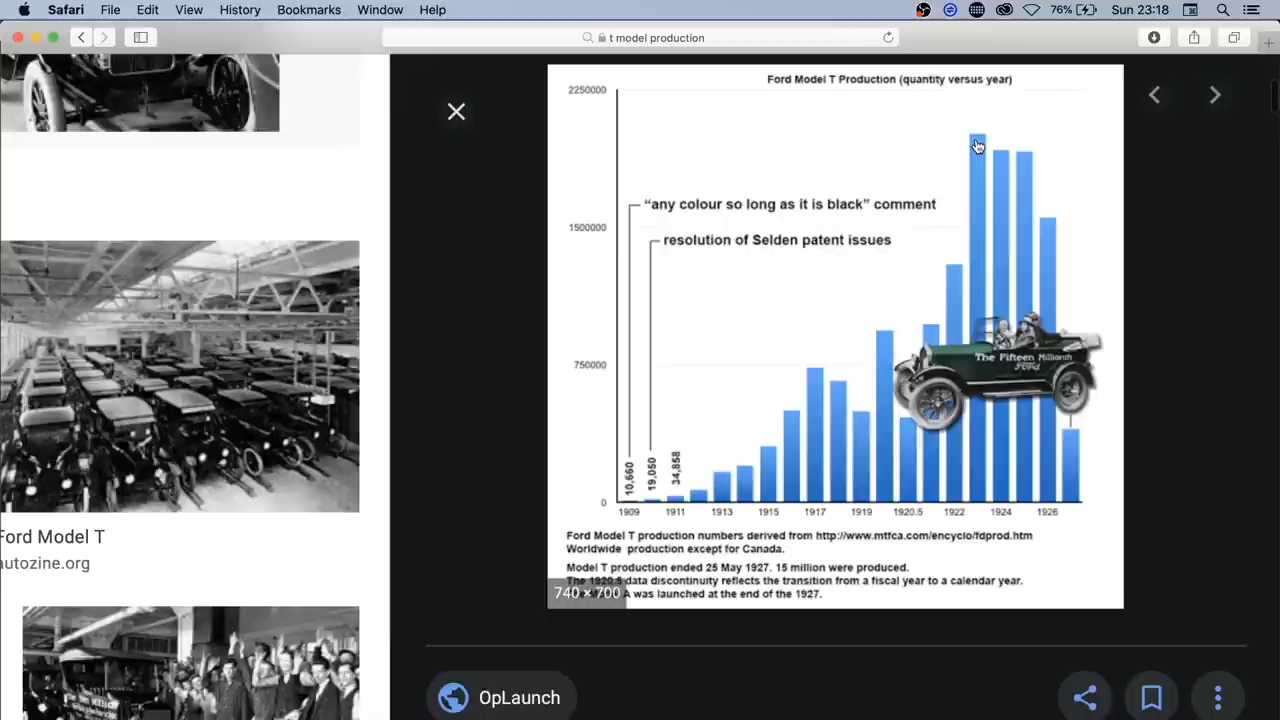 Safari File Edit View History Bookmarks Window Help 76% Sun 23:18
t model production
Ford Model T Production (quantity versus year)
2250000
"any colour so long as it is black" comment
1500000
resolution of Selden patent issues
750000
The Fifteen Millionth
Ford
10,660
19,050
34,858
0
1909 1911 1913 1915 1917 1919 1920.5 1922 1924 1926
Ford Model T production numbers derived from http://www.mtfca.com/encyclo/fdprod.htm
Worldwide production except for Canada.
Model T production ended 25 May 1927. 15 million were produced.
The 1920.5 data discontinuity reflects the transition from a fiscal year to a calendar year.
A was launched at the end of the 1927.
740 × 700
Ford Model T
autozine.org
OpLaunch